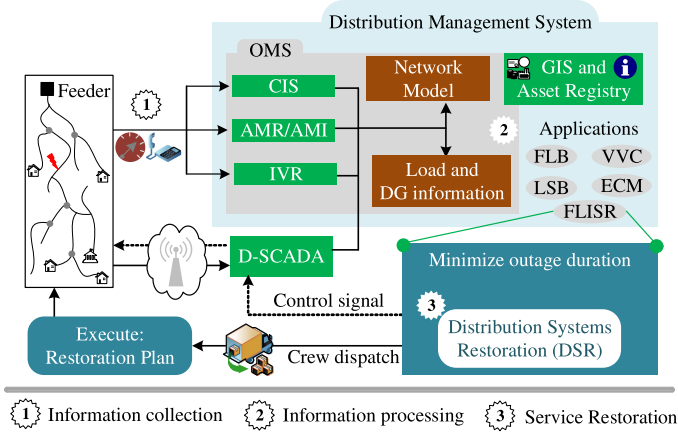 Distribution Management System
OMS
Feeder
1
CIS
AMR/AMI
IVR
Network
Model
Load and
DG information
GIS and
Asset Registry
i
2
Applications
FLB
VVC
LSB
ECM
FLISR
D-SCADA
Minimize outage duration
Control signal
3
Distribution Systems
Restoration (DSR)
Execute:
Restoration Plan
Crew dispatch
1 Information collection
2 Information processing
3 Service Restoration